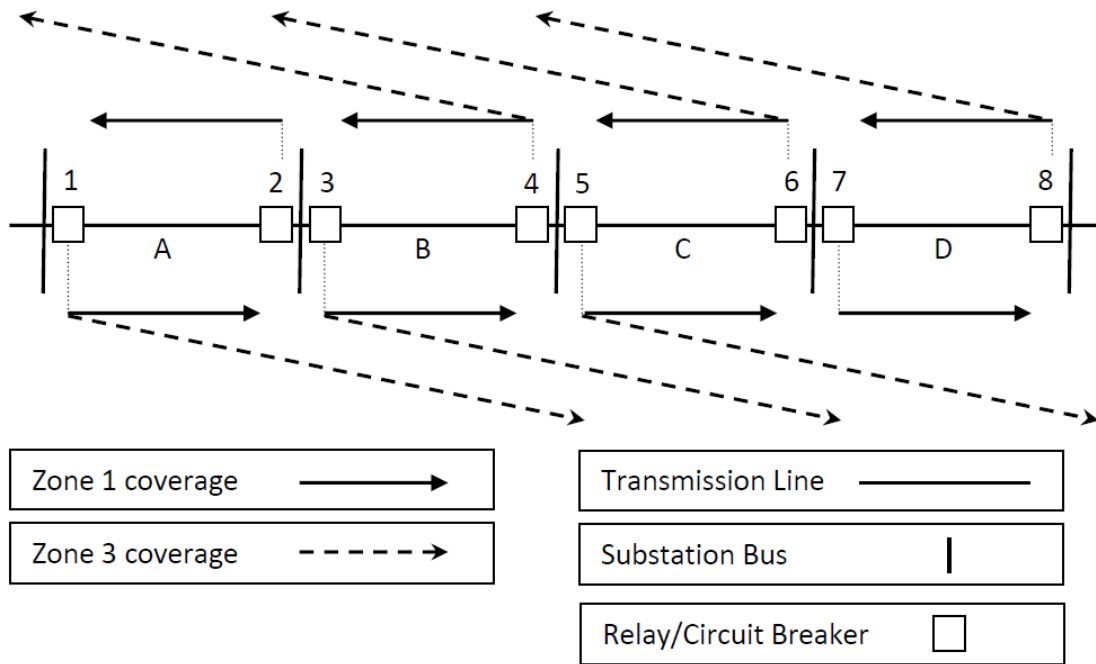 1 2 3 4 5 6 7 8
A B C D
Zone 1 coverage
Zone 3 coverage
Transmission Line
Substation Bus
Relay/Circuit Breaker